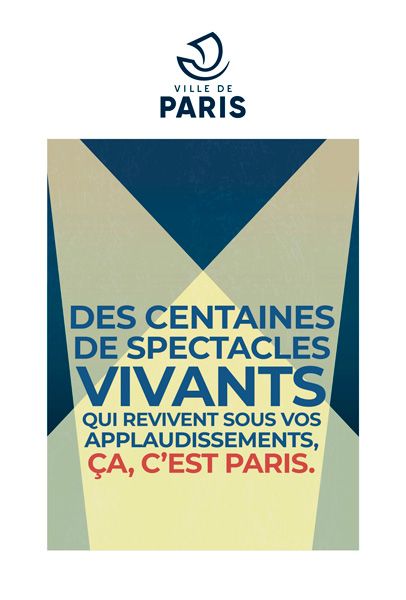 VILLE DE
PARIS
DES CENTAINES
DE SPECTACLES
VIVANTS
QUI REVIVENT SOUS VOS
APPLAUDISSEMENTS,
ÇA, C’EST PARIS.